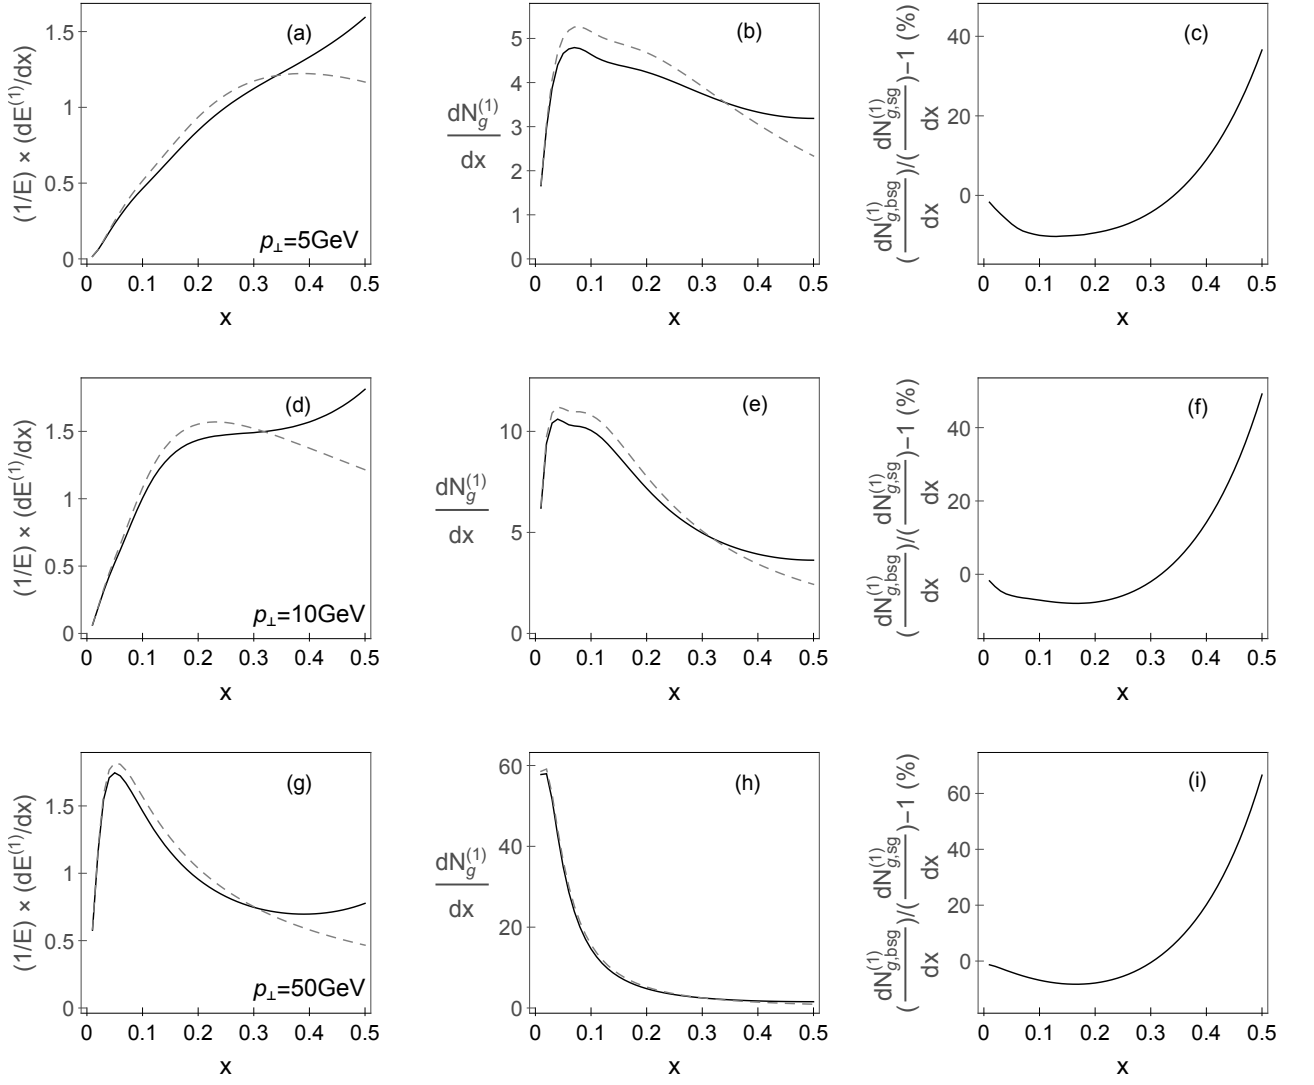 (1/E) × (dE(1)/dx)
1.5
1
0.5
0
(a)
p⊥=5GeV
0 0.1 0.2 0.3 0.4 0.5
x
dNg(1)
dx
5
4
3
2
1
0
(b)
0 0.1 0.2 0.3 0.4 0.5
x
(dNg,bsg(1)/dx)/(dNg,sg(1)/dx)−1 (%)
40
20
0
(c)
0 0.1 0.2 0.3 0.4 0.5
x
(1/E) × (dE(1)/dx)
1.5
1
0.5
0
(d)
p⊥=10GeV
0 0.1 0.2 0.3 0.4 0.5
x
dNg(1)
dx
10
5
0
(e)
0 0.1 0.2 0.3 0.4 0.5
x
(dNg,bsg(1)/dx)/(dNg,sg(1)/dx)−1 (%)
40
20
0
(f)
0 0.1 0.2 0.3 0.4 0.5
x
(1/E) × (dE(1)/dx)
1.5
1
0.5
0
(g)
p⊥=50GeV
0 0.1 0.2 0.3 0.4 0.5
x
dNg(1)
dx
60
40
20
0
(h)
0 0.1 0.2 0.3 0.4 0.5
x
(dNg,bsg(1)/dx)/(dNg,sg(1)/dx)−1 (%)
60
40
20
0
(i)
0 0.1 0.2 0.3 0.4 0.5
x